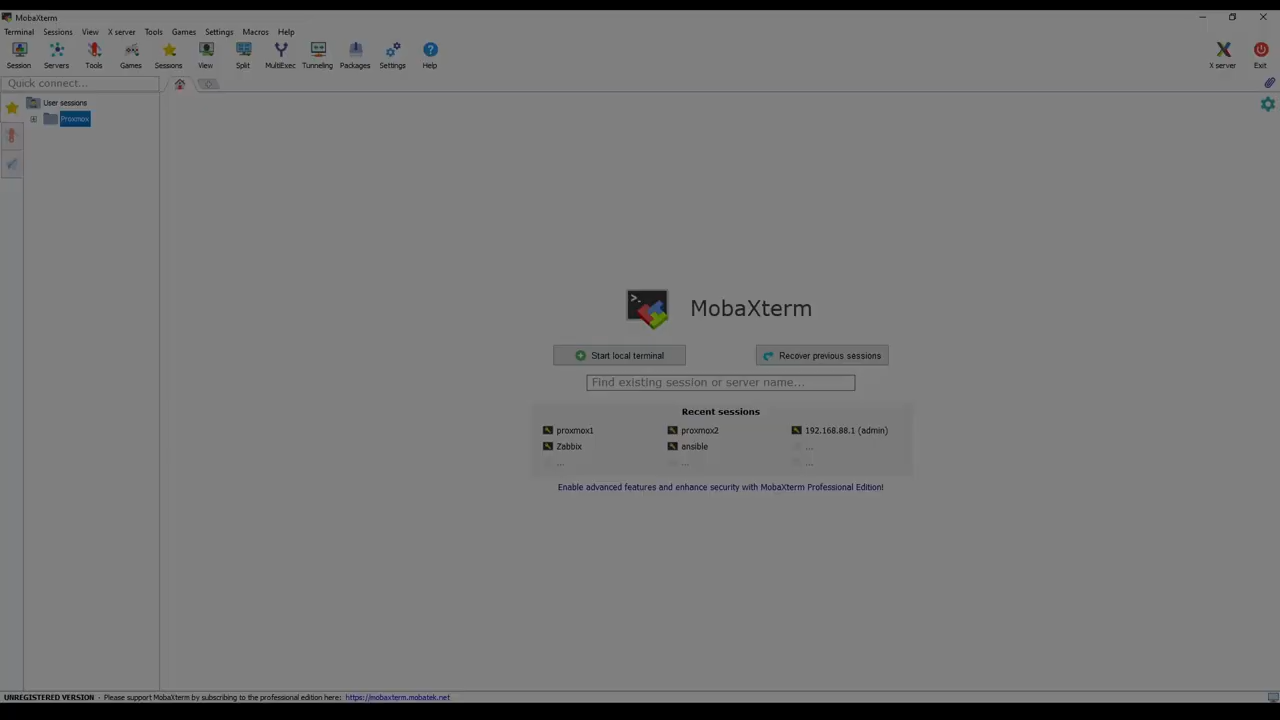 MobaXterm
Terminal Sessions View X server Tools Games Settings Macros Help
Session Servers Tools Games Sessions View Split MultiExec Tunneling Packages Settings Help X server Exit
Quick connect...
User sessions
Proxmox
MobaXterm
Start local terminal Recover previous sessions
Find existing session or server name...
Recent sessions
proxmox1 proxmox2 192.168.88.1 (admin)
Zabbix ansible ...
... ... ...
Enable advanced features and enhance security with MobaXterm Professional Edition!
UNREGISTERED VERSION - Please support MobaXterm by subscribing to the professional edition here: https://mobaxterm.mobatek.net